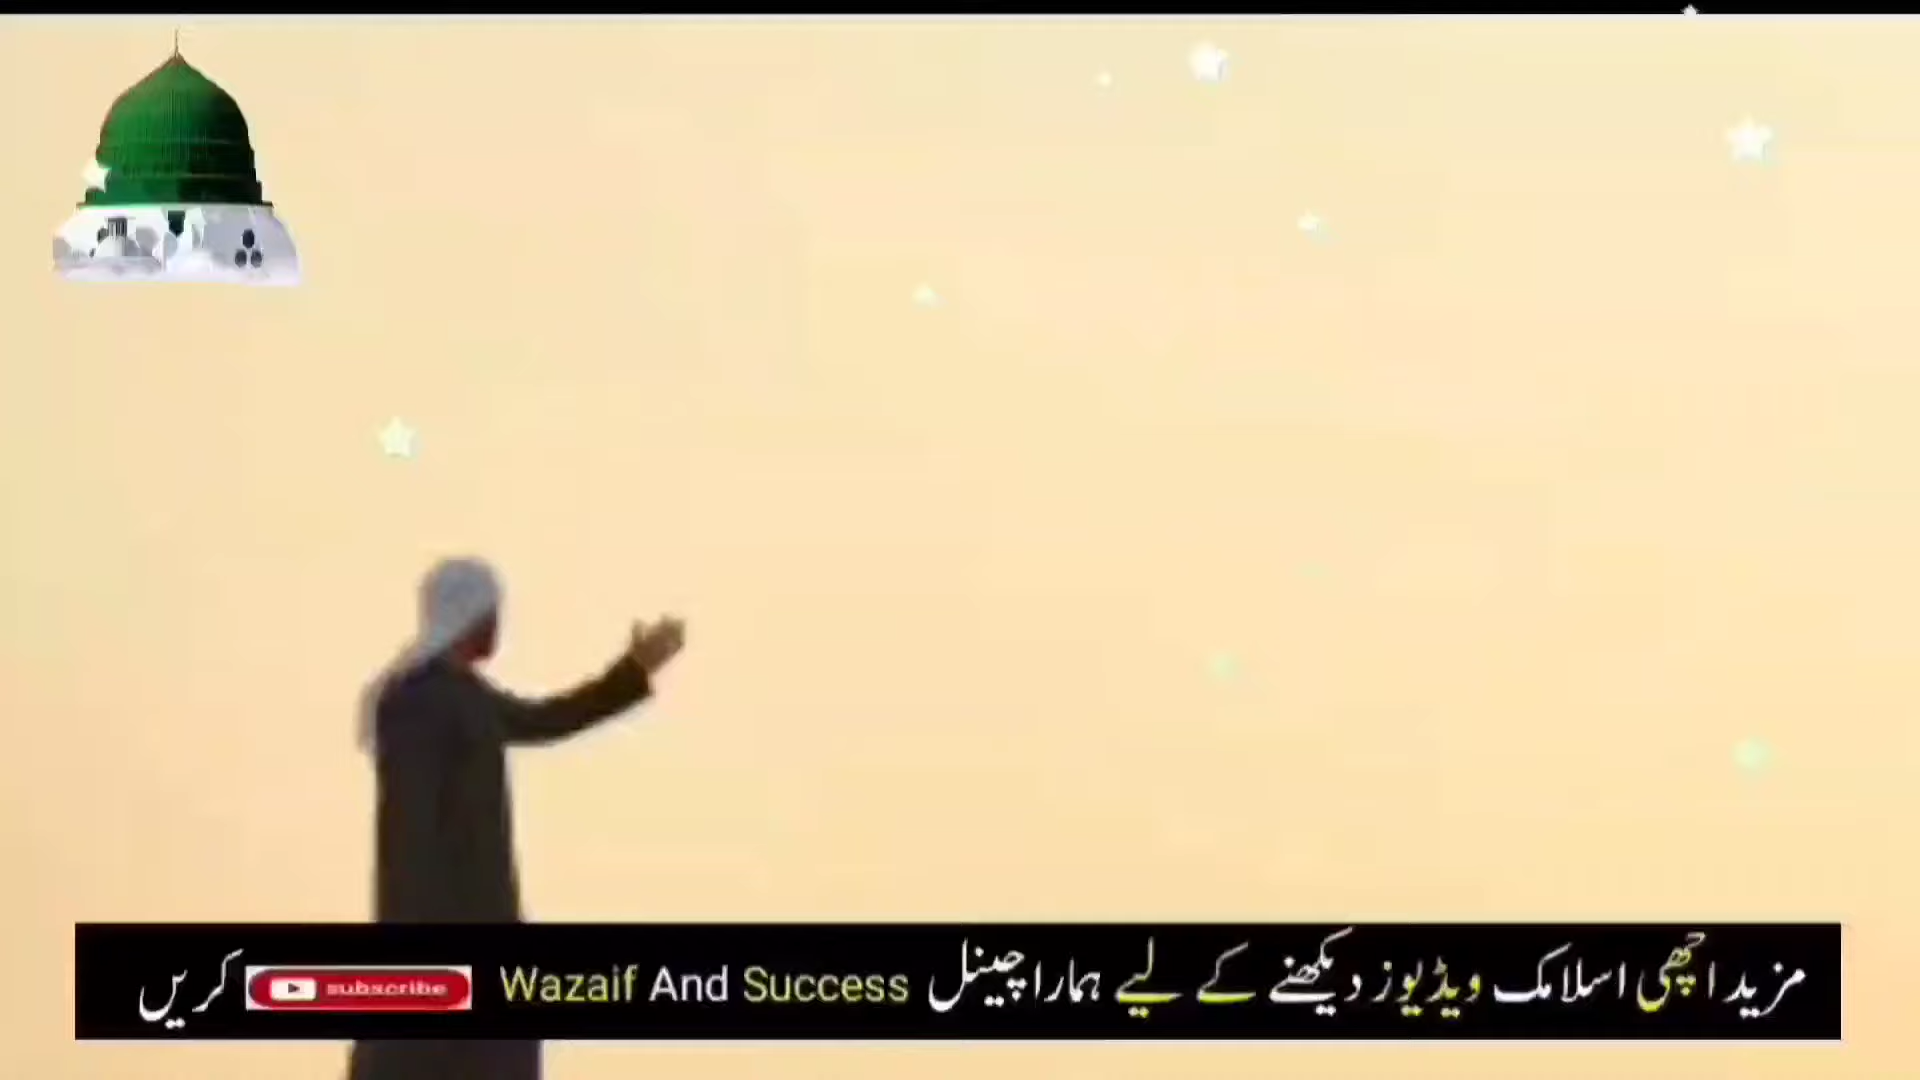 مزید اچھی اسلامک ویڈیوز دیکھنے کے لیے ہمارا چینل Wazaif And Success subscribe کریں